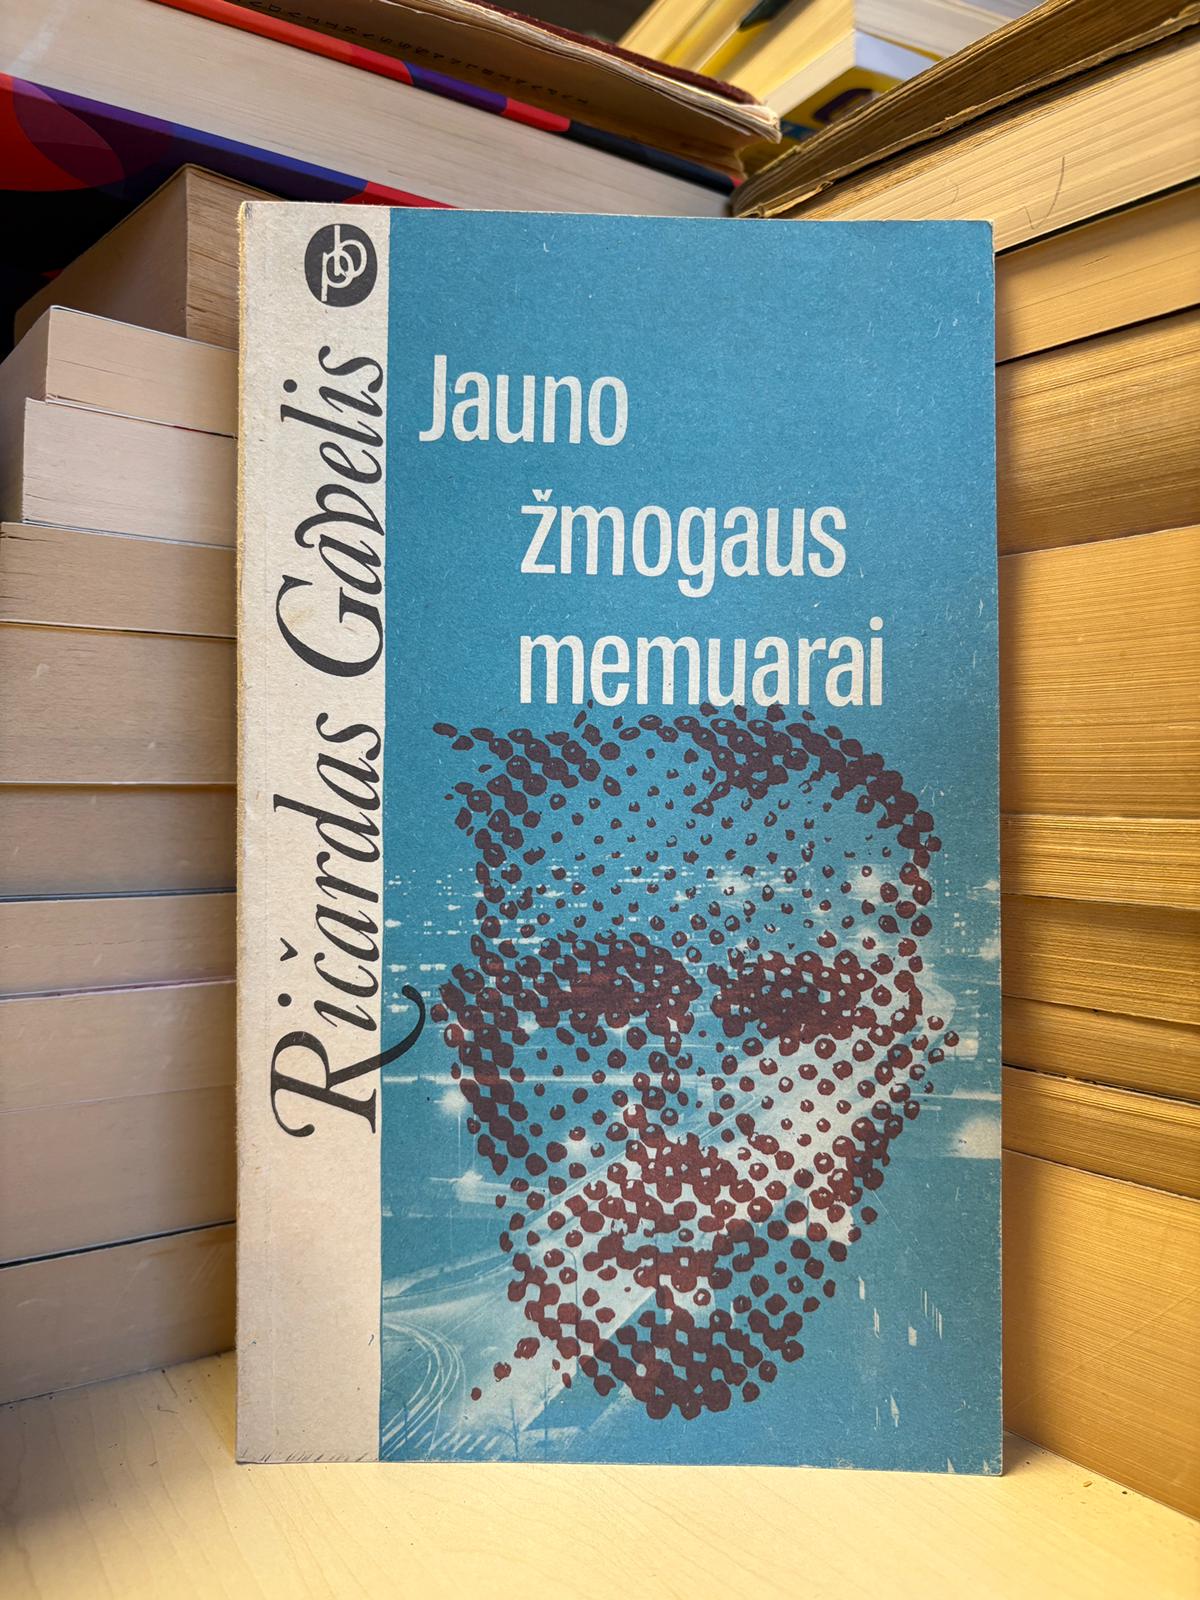 Ričardas Gavelis
Jauno
žmogaus
memuarai